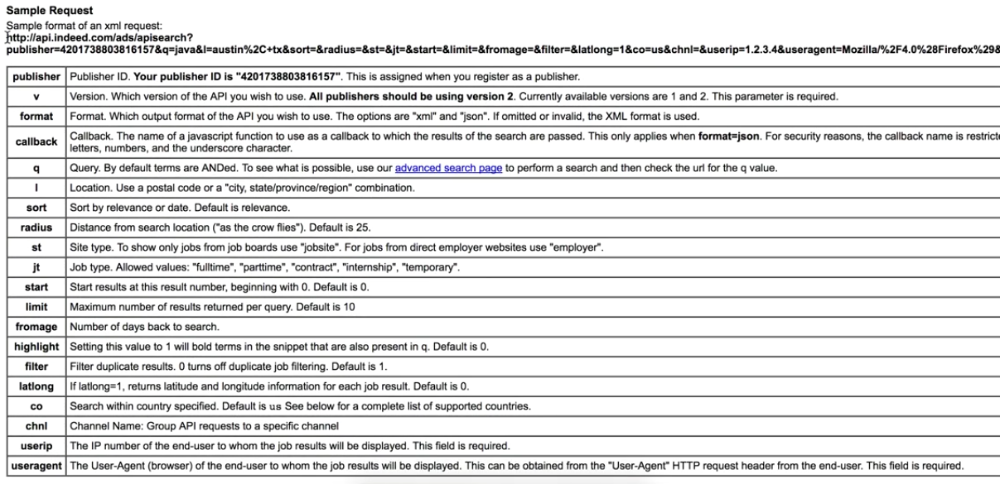 Sample Request
Sample format of an xml request:
http://api.indeed.com/ads/apisearch?
publisher=4201738803816157&q=java&l=austin%2C+tx&sort=&radius=&st=&jt=&start=&limit=&fromage=&filter=&latlong=1&co=us&chnl=&userip=1.2.3.4&useragent=Mozilla/%2F4.0%28Firefox%29&
publisher Publisher ID. Your publisher ID is "4201738803816157". This is assigned when you register as a publisher.
v Version. Which version of the API you wish to use. All publishers should be using version 2. Currently available versions are 1 and 2. This parameter is required.
format Format. Which output format of the API you wish to use. The options are "xml" and "json". If omitted or invalid, the XML format is used.
callback Callback. The name of a javascript function to use as a callback to which the results of the search are passed. This only applies when format=json. For security reasons, the callback name is
letters, numbers, and the underscore character.
q Query. By default terms are ANDed. To see what is possible, use our advanced search page to perform a search and then check the url for the q value.
l Location. Use a postal code or a "city, state/province/region" combination.
sort Sort by relevance or date. Default is relevance.
radius Distance from search location ("as the crow flies"). Default is 25.
st Site type. To show only jobs from job boards use "jobsite". For jobs from direct employer websites use "employer".
jt Job type. Allowed values: "fulltime", "parttime", "contract", "internship", "temporary".
start Start results at this result number, beginning with 0. Default is 0.
limit Maximum number of results returned per query. Default is 10
fromage Number of days back to search.
highlight Setting this value to 1 will bold terms in the snippet that are also present in q. Default is 0.
filter Filter duplicate results. 0 turns off duplicate job filtering. Default is 1.
latlong If latlong=1, returns latitude and longitude information for each job result. Default is 0.
co Search within country specified. Default is us See below for a complete list of supported countries.
chnl Channel Name: Group API requests to a specific channel
userip The IP number of the end-user to whom the job results will be displayed. This field is required.
useragent The User-Agent (browser) of the end-user to whom the job results will be displayed. This can be obtained from the "User-Agent" HTTP request header from the end-user. This field is required.